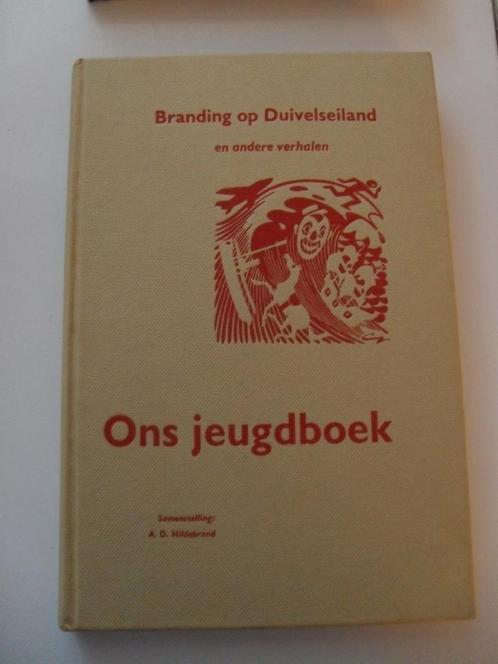 Branding op Duivelseiland
en andere verhalen
Ons jeugdboek
Samenstelling:
A. D. Hildebrand